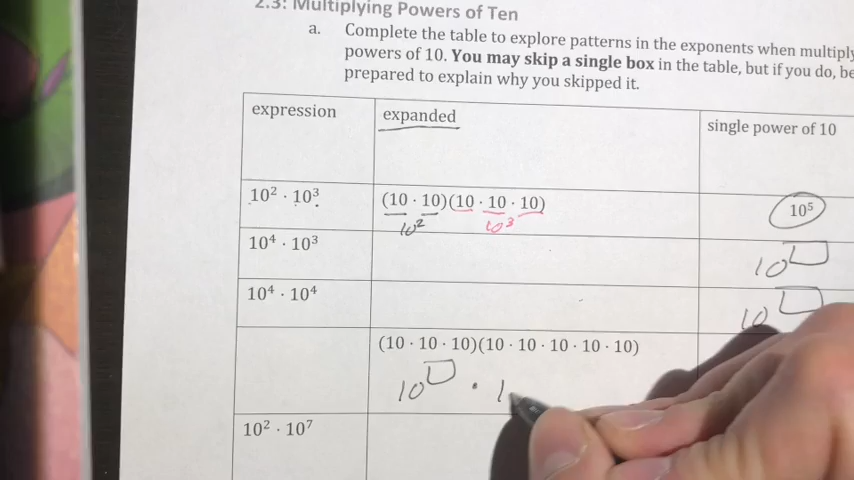 2.3: Multiplying Powers of Ten
a. Complete the table to explore patterns in the exponents when multiply
powers of 10. You may skip a single box in the table, but if you do, be
prepared to explain why you skipped it.
expression expanded single power of 10
10² · 10³ (10 · 10)(10 · 10 · 10) 10⁵
10² 10³
10⁴ · 10³ 10
10⁴ · 10⁴ 10
(10 · 10 · 10)(10 · 10 · 10 · 10 · 10)
10 · 1
10² · 10⁷